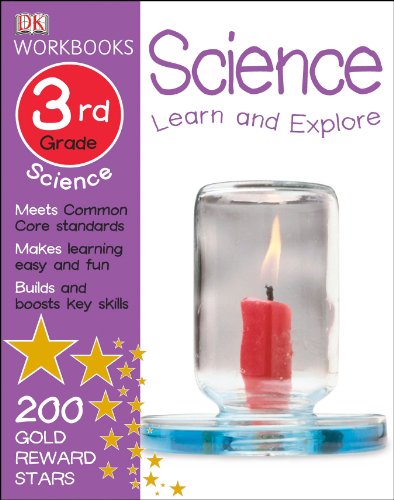 DK
WORKBOOKS
3rd
Grade
Science
Meets Common
Core standards
Makes learning
easy and fun
Builds and
boosts key skills
200
GOLD
REWARD
STARS
Science
Learn and Explore